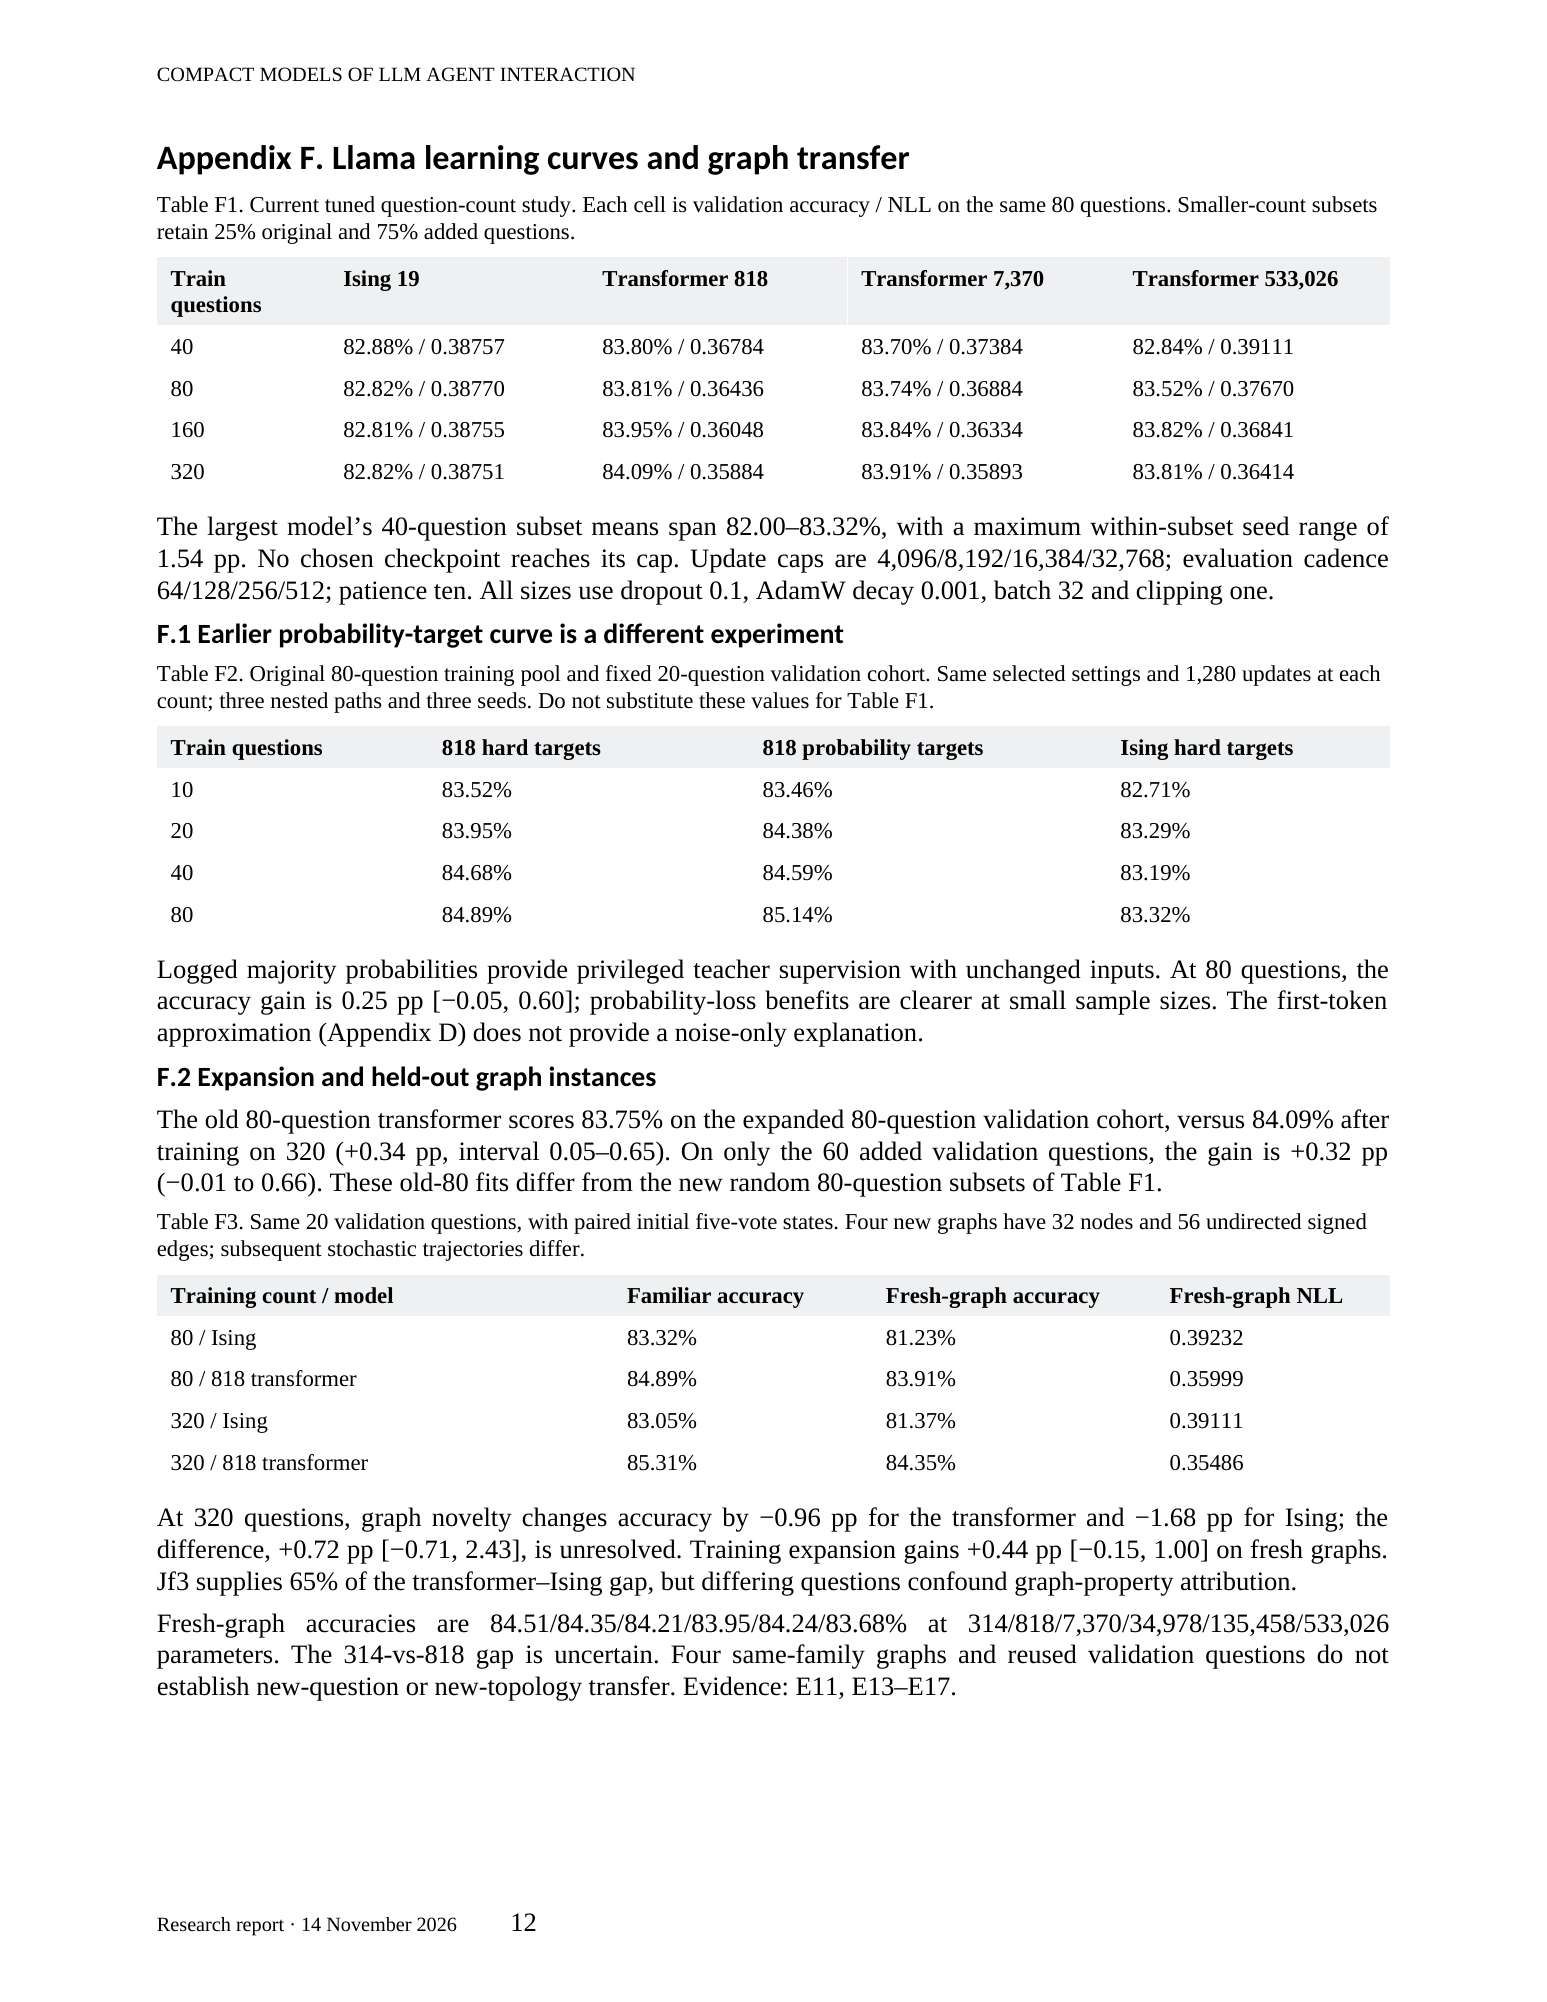 COMPACT MODELS OF LLM AGENT INTERACTION
Appendix F. Llama learning curves and graph transfer
Table F1. Current tuned question-count study. Each cell is validation accuracy / NLL on the same 80 questions. Smaller-count subsets
retain 25% original and 75% added questions.
Train questions Ising 19 Transformer 818 Transformer 7,370 Transformer 533,026
40 82.88% / 0.38757 83.80% / 0.36784 83.70% / 0.37384 82.84% / 0.39111
80 82.82% / 0.38770 83.81% / 0.36436 83.74% / 0.36884 83.52% / 0.37670
160 82.81% / 0.38755 83.95% / 0.36048 83.84% / 0.36334 83.82% / 0.36841
320 82.82% / 0.38751 84.09% / 0.35884 83.91% / 0.35893 83.81% / 0.36414
The largest model’s 40-question subset means span 82.00–83.32%, with a maximum within-subset seed range of
1.54 pp. No chosen checkpoint reaches its cap. Update caps are 4,096/8,192/16,384/32,768; evaluation cadence
64/128/256/512; patience ten. All sizes use dropout 0.1, AdamW decay 0.001, batch 32 and clipping one.
F.1 Earlier probability-target curve is a different experiment
Table F2. Original 80-question training pool and fixed 20-question validation cohort. Same selected settings and 1,280 updates at each
count; three nested paths and three seeds. Do not substitute these values for Table F1.
Train questions 818 hard targets 818 probability targets Ising hard targets
10 83.52% 83.46% 82.71%
20 83.95% 84.38% 83.29%
40 84.68% 84.59% 83.19%
80 84.89% 85.14% 83.32%
Logged majority probabilities provide privileged teacher supervision with unchanged inputs. At 80 questions, the
accuracy gain is 0.25 pp [−0.05, 0.60]; probability-loss benefits are clearer at small sample sizes. The first-token
approximation (Appendix D) does not provide a noise-only explanation.
F.2 Expansion and held-out graph instances
The old 80-question transformer scores 83.75% on the expanded 80-question validation cohort, versus 84.09% after
training on 320 (+0.34 pp, interval 0.05–0.65). On only the 60 added validation questions, the gain is +0.32 pp
(−0.01 to 0.66). These old-80 fits differ from the new random 80-question subsets of Table F1.
Table F3. Same 20 validation questions, with paired initial five-vote states. Four new graphs have 32 nodes and 56 undirected signed
edges; subsequent stochastic trajectories differ.
Training count / model Familiar accuracy Fresh-graph accuracy Fresh-graph NLL
80 / Ising 83.32% 81.23% 0.39232
80 / 818 transformer 84.89% 83.91% 0.35999
320 / Ising 83.05% 81.37% 0.39111
320 / 818 transformer 85.31% 84.35% 0.35486
At 320 questions, graph novelty changes accuracy by −0.96 pp for the transformer and −1.68 pp for Ising; the
difference, +0.72 pp [−0.71, 2.43], is unresolved. Training expansion gains +0.44 pp [−0.15, 1.00] on fresh graphs.
Jf3 supplies 65% of the transformer–Ising gap, but differing questions confound graph-property attribution.
Fresh-graph accuracies are 84.51/84.35/84.21/83.95/84.24/83.68% at 314/818/7,370/34,978/135,458/533,026
parameters. The 314-vs-818 gap is uncertain. Four same-family graphs and reused validation questions do not
establish new-question or new-topology transfer. Evidence: E11, E13–E17.
Research report · 14 November 2026 12